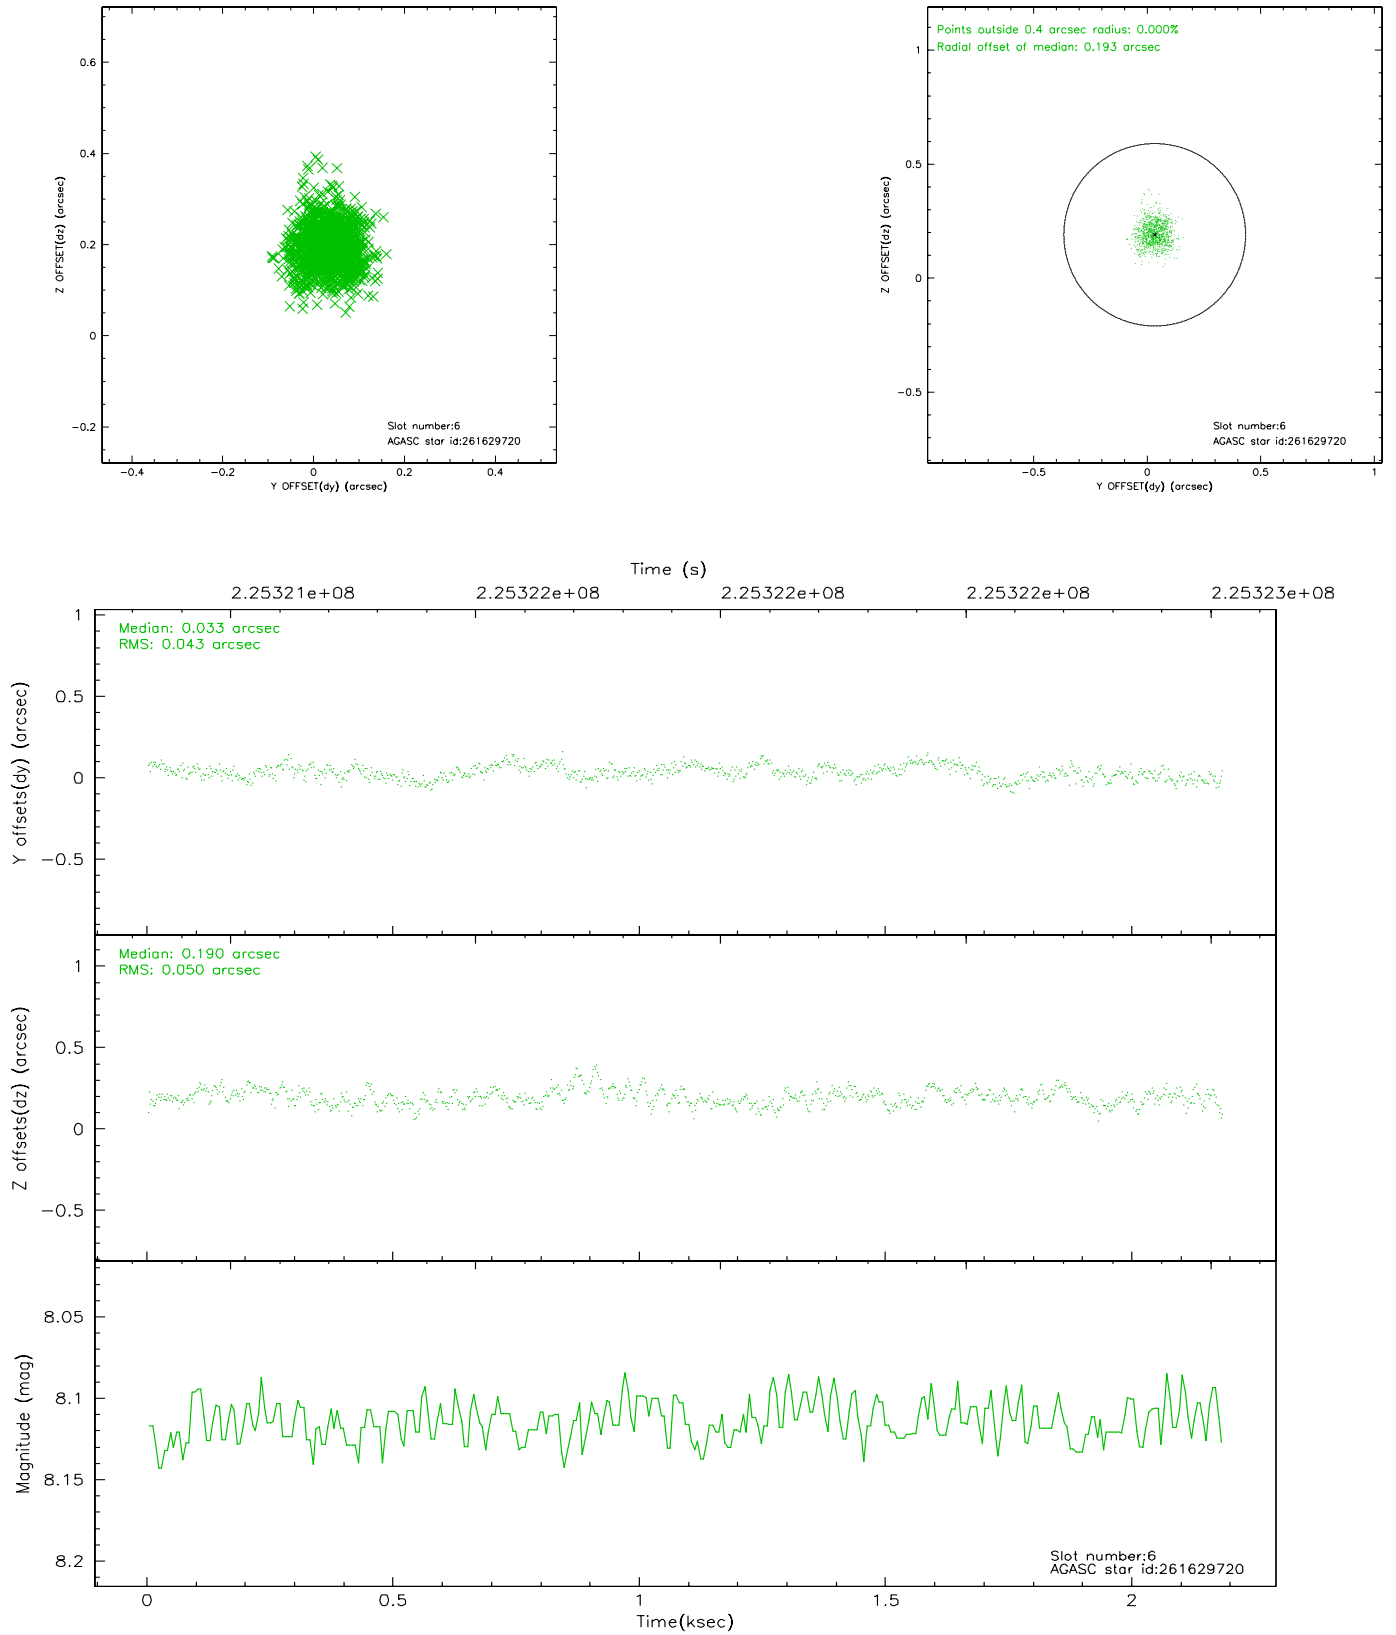 0.6
0.4
0.2
0
−0.2
−0.4
−0.2
0
0.2
0.4
Z OFFSET(dz) (arcsec)
Y OFFSET(dy) (arcsec)
Slot number:6
AGASC star id:261629720
Points outside 0.4 arcsec radius: 0.000%
Radial offset of median: 0.193 arcsec
1
0.5
0
−0.5
−0.5
0
0.5
1
Z OFFSET(dz) (arcsec)
Y OFFSET(dy) (arcsec)
Slot number:6
AGASC star id:261629720
Time (s)
2.25321e+08
2.25322e+08
2.25322e+08
2.25322e+08
2.25323e+08
Median: 0.033 arcsec
RMS: 0.043 arcsec
1
0.5
0
−0.5
Y offsets(dy) (arcsec)
Median: 0.190 arcsec
RMS: 0.050 arcsec
1
0.5
0
−0.5
Z offsets(dz) (arcsec)
8.05
8.1
8.15
8.2
Magnitude (mag)
Slot number:6
AGASC star id:261629720
0
0.5
1
1.5
2
Time(ksec)